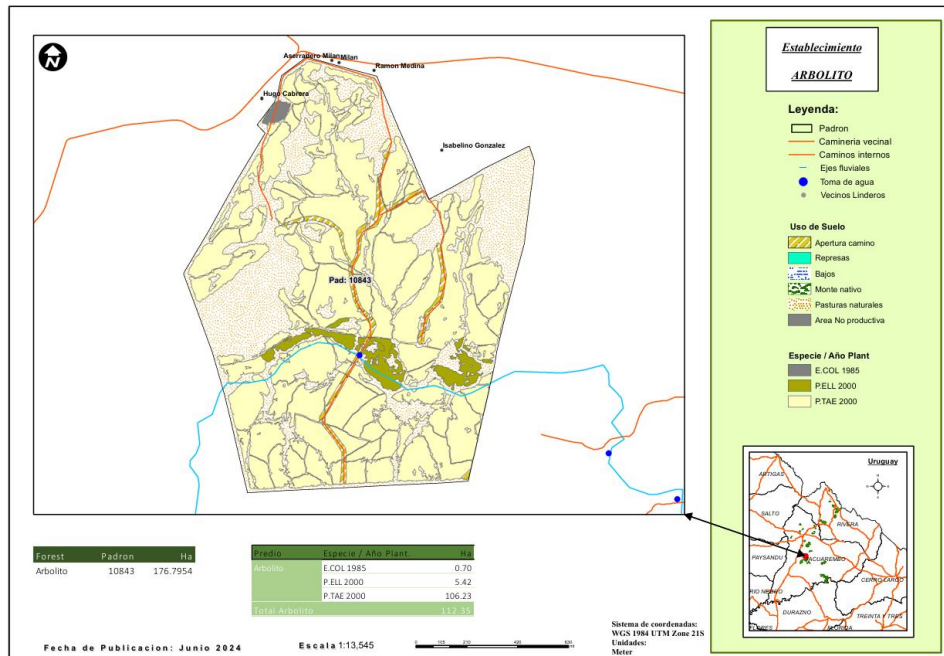 N
Aserradero Milan
Milan
Ramon Medina
Hugo Cabrera
Isabelino Gonzalez
Pad: 10843
Establecimiento
ARBOLITO
Leyenda:
Padron
Camineria vecinal
Caminos internos
Ejes fluviales
Toma de agua
Vecinos Linderos
Uso de Suelo
Apertura camino
Represas
Bajos
Monte nativo
Pasturas naturales
Area No productiva
Especie / Año Plant
E.COL 1985
P.ELL 2000
P.TAE 2000
Uruguay
ARTIGAS
SALTO
RIVERA
PAYSANDU
TACUAREMBO
CERRO LARGO
RIO NEGRO
DURAZNO
TREINTA Y TRES
FLORES
FLORIDA
Forest Padron Ha
Arbolito 10843 176.7954
Predio Especie / Año Plant. Ha
Arbolito E.COL 1985 0.70
P.ELL 2000 5.42
P.TAE 2000 106.23
Total Arbolito 112.35
Fecha de Publicacion: Junio 2024
Escala 1:13,545
Sistema de coordenadas:
WGS 1984 UTM Zone 21S
Unidades:
Meter